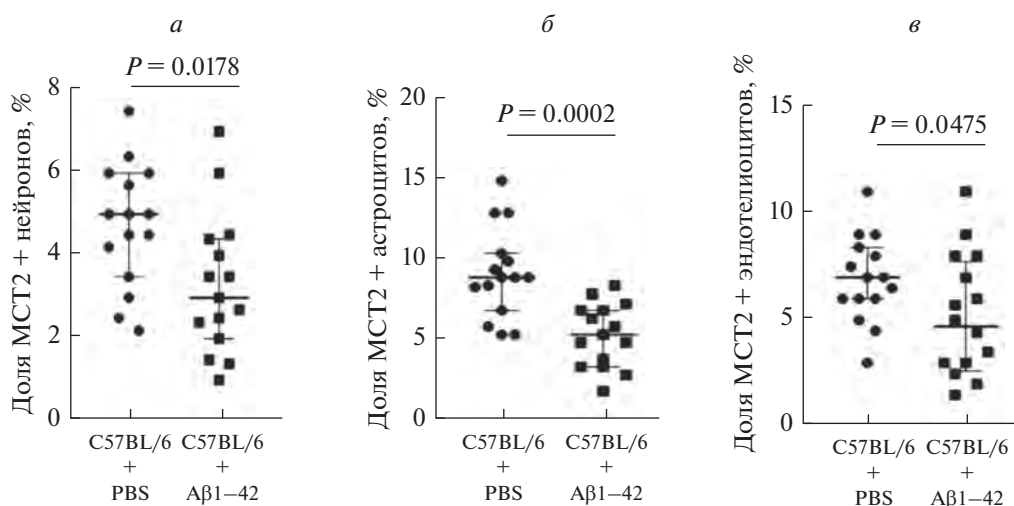 а
P = 0.0178
Доля МСТ2 + нейронов, %
8
6
4
2
0
C57BL/6
+
PBS
C57BL/6
+
Aβ1–42
б
P = 0.0002
Доля МСТ2 + астроцитов, %
20
15
10
5
0
C57BL/6
+
PBS
C57BL/6
+
Aβ1–42
в
P = 0.0475
Доля МСТ2 + эндотелиоцитов, %
15
10
5
0
C57BL/6
+
PBS
C57BL/6
+
Aβ1–42